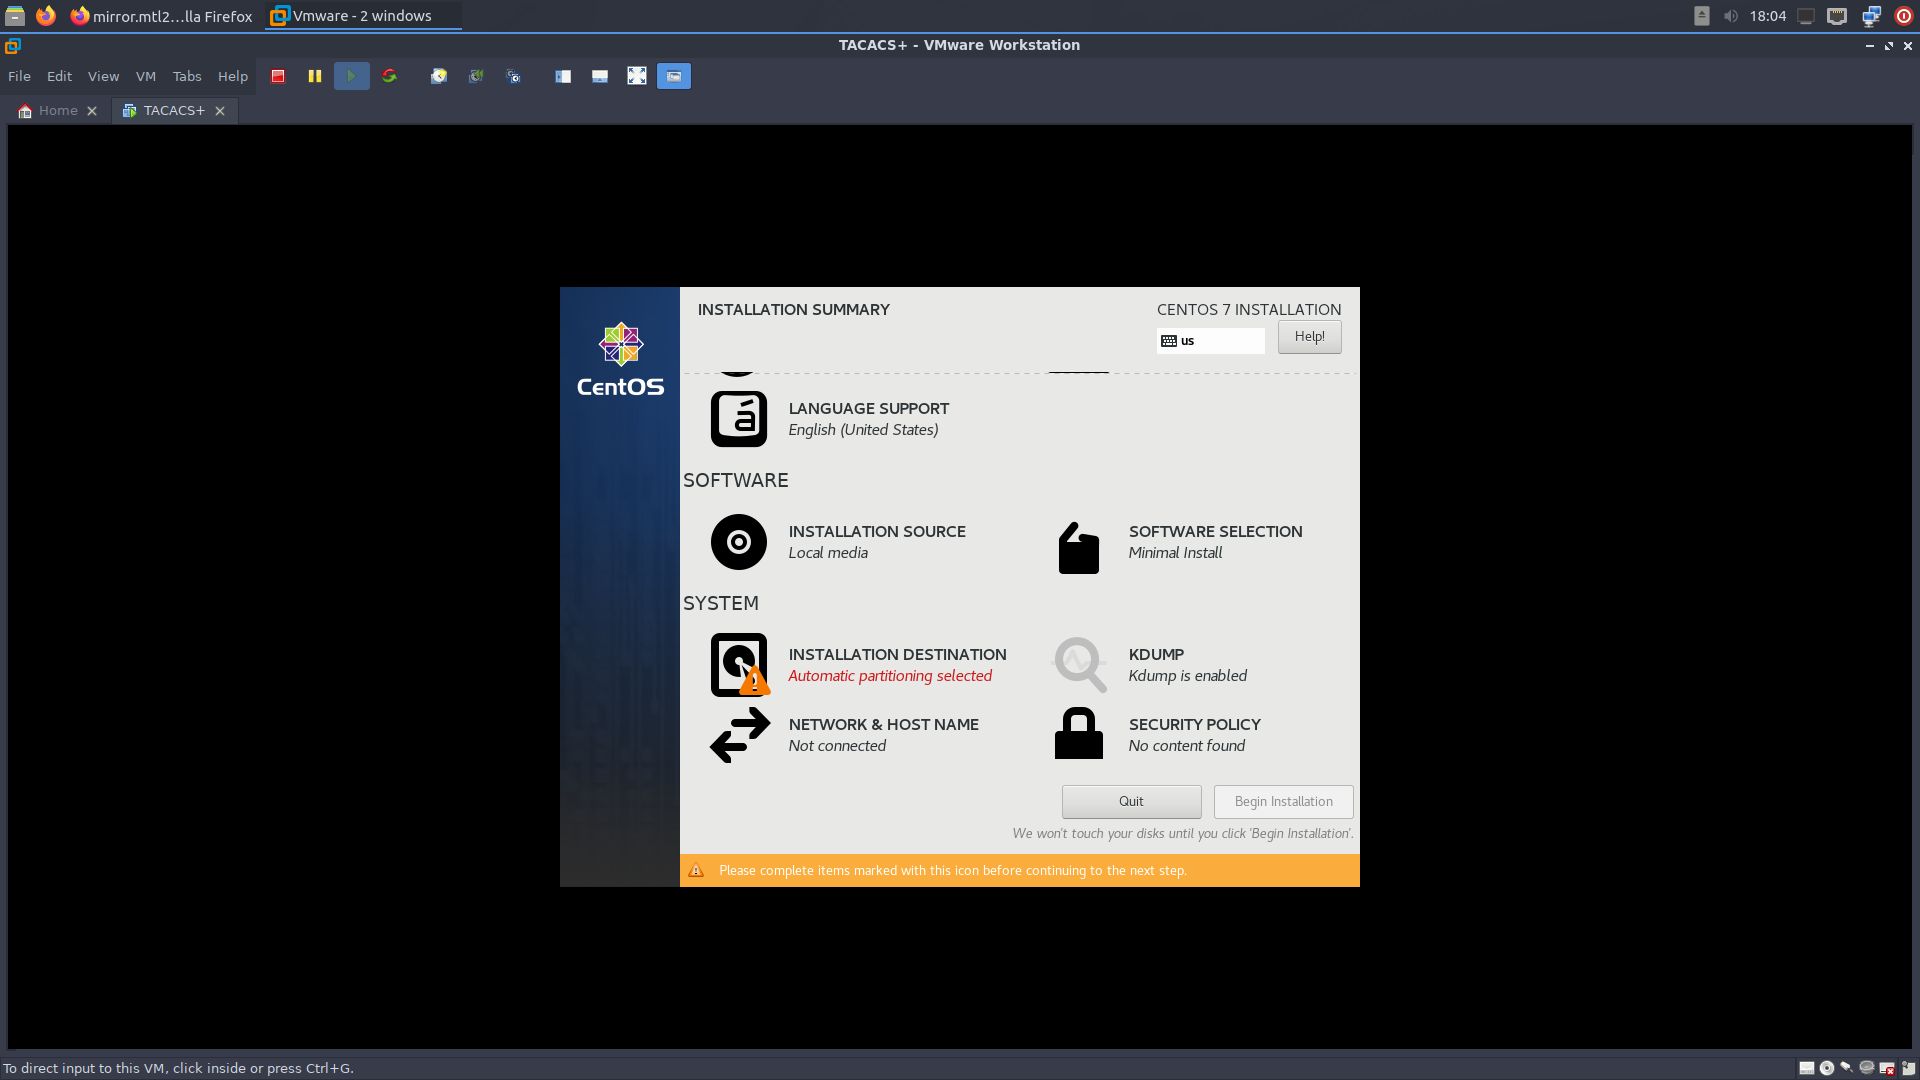 mirror.mtl2...lla Firefox
Vmware - 2 windows
18:04
TACACS+ - VMware Workstation
File Edit View VM Tabs Help
Home
TACACS+
INSTALLATION SUMMARY
CENTOS 7 INSTALLATION
us
Help!
CentOS
LANGUAGE SUPPORT
English (United States)
SOFTWARE
INSTALLATION SOURCE
Local media
SOFTWARE SELECTION
Minimal Install
SYSTEM
INSTALLATION DESTINATION
Automatic partitioning selected
KDUMP
Kdump is enabled
NETWORK & HOST NAME
Not connected
SECURITY POLICY
No content found
Quit
Begin Installation
We won't touch your disks until you click 'Begin Installation'.
Please complete items marked with this icon before continuing to the next step.
To direct input to this VM, click inside or press Ctrl+G.